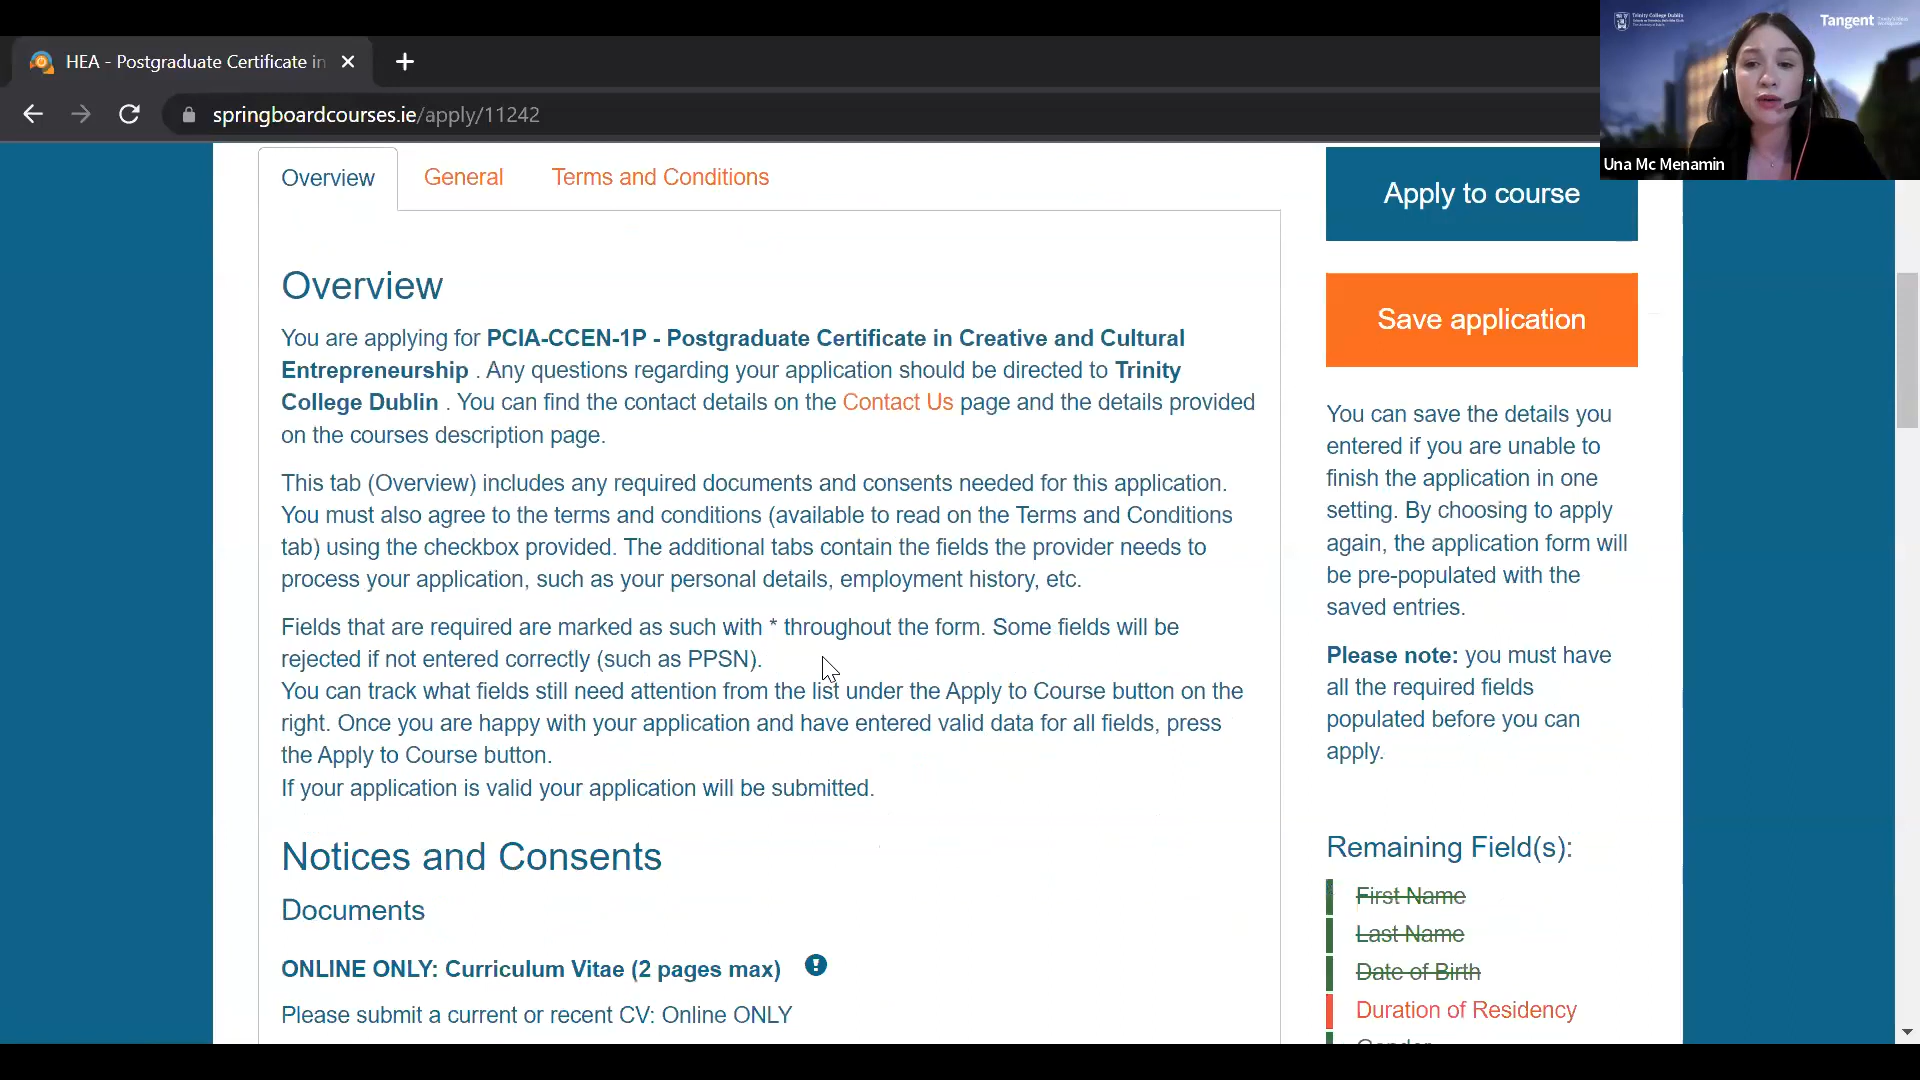 Trinity College Dublin
Tangent
HEA - Postgraduate Certificate in
springboardcourses.ie/apply/11242
Una Mc Menamin
Overview
General
Terms and Conditions
Apply to course
Overview
Save application
You are applying for PCIA-CCEN-1P - Postgraduate Certificate in Creative and Cultural
Entrepreneurship . Any questions regarding your application should be directed to Trinity
College Dublin . You can find the contact details on the Contact Us page and the details provided
on the courses description page.
This tab (Overview) includes any required documents and consents needed for this application.
You must also agree to the terms and conditions (available to read on the Terms and Conditions
tab) using the checkbox provided. The additional tabs contain the fields the provider needs to
process your application, such as your personal details, employment history, etc.
Fields that are required are marked as such with * throughout the form. Some fields will be
rejected if not entered correctly (such as PPSN).
You can track what fields still need attention from the list under the Apply to Course button on the
right. Once you are happy with your application and have entered valid data for all fields, press
the Apply to Course button.
If your application is valid your application will be submitted.
Notices and Consents
Documents
ONLINE ONLY: Curriculum Vitae (2 pages max)
Please submit a current or recent CV: Online ONLY
You can save the details you
entered if you are unable to
finish the application in one
setting. By choosing to apply
again, the application form will
be pre-populated with the
saved entries.
Please note: you must have
all the required fields
populated before you can
apply.
Remaining Field(s):
First Name
Last Name
Date of Birth
Duration of Residency
Gender